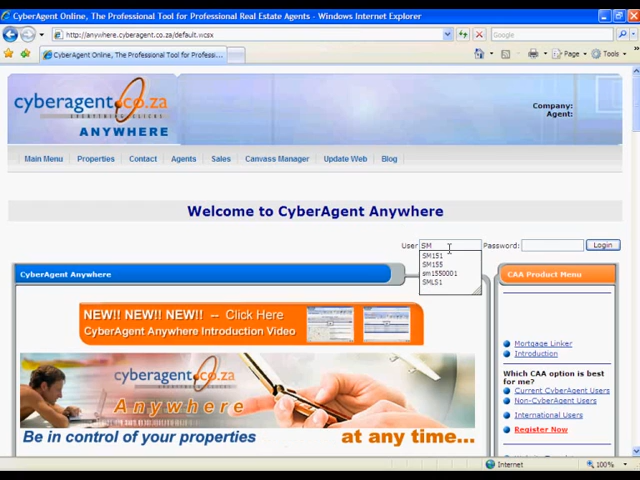 CyberAgent Online, The Professional Tool for Professional Real Estate Agents - Windows Internet Explorer
http://anywhere.cyberagent.co.za/default.wcsx
Google
CyberAgent Online, The Professional Tool for Professi...
Page
Tools
cyberagent.co.za
EVERYTHING CLICKS
ANYWHERE
Company:
Agent:
Main Menu Properties Contact Agents Sales Canvass Manager Update Web Blog
Welcome to CyberAgent Anywhere
User SM Password: Login
SM151
SM155
sm1550001
SMLS1
CyberAgent Anywhere
CAA Product Menu
NEW!! NEW!! NEW!! -- Click Here
CyberAgent Anywhere Introduction Video
cyberagent.co.za
Anywhere
Be in control of your properties at any time...
Mortgage Linker
Introduction
Which CAA option is best
for me?
Current CyberAgent Users
Non-CyberAgent Users
International Users
Register Now
Internet 100%